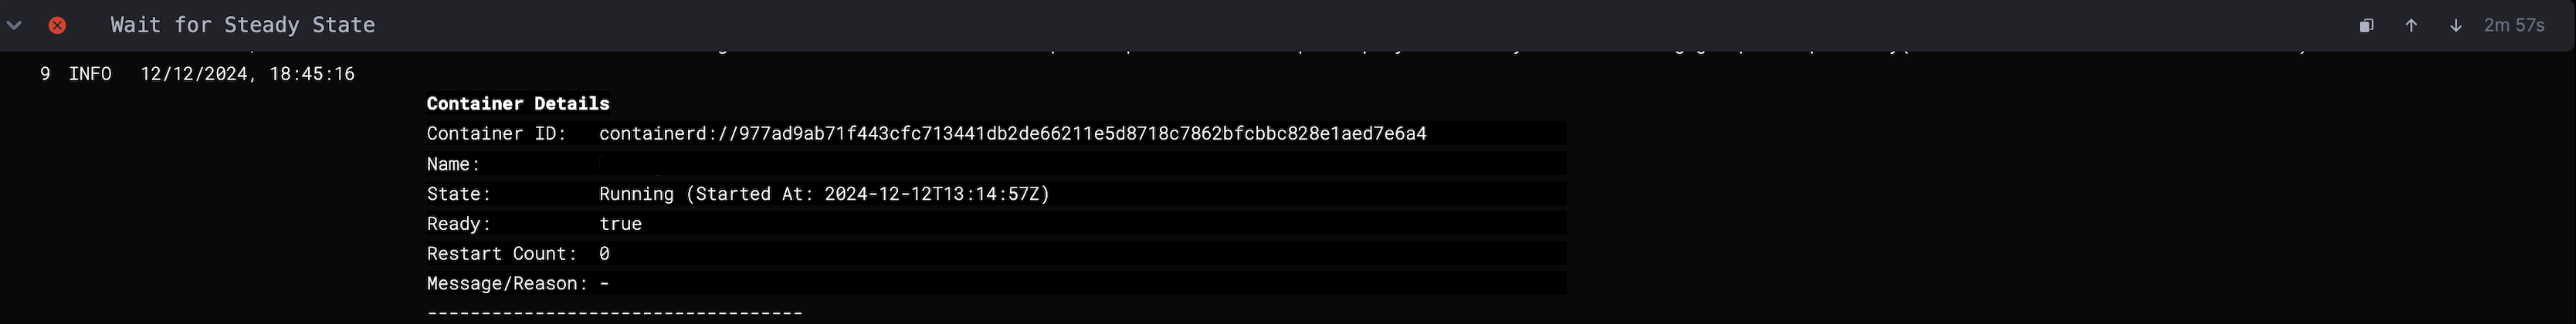 Wait for Steady State 2m 57s
9 INFO 12/12/2024, 18:45:16
Container Details
Container ID: containerd://977ad9ab71f443cfc713441db2de66211e5d8718c7862bfcbbc828e1aed7e6a4
Name:
State: Running (Started At: 2024-12-12T13:14:57Z)
Ready: true
Restart Count: 0
Message/Reason: -
-----------------------------------